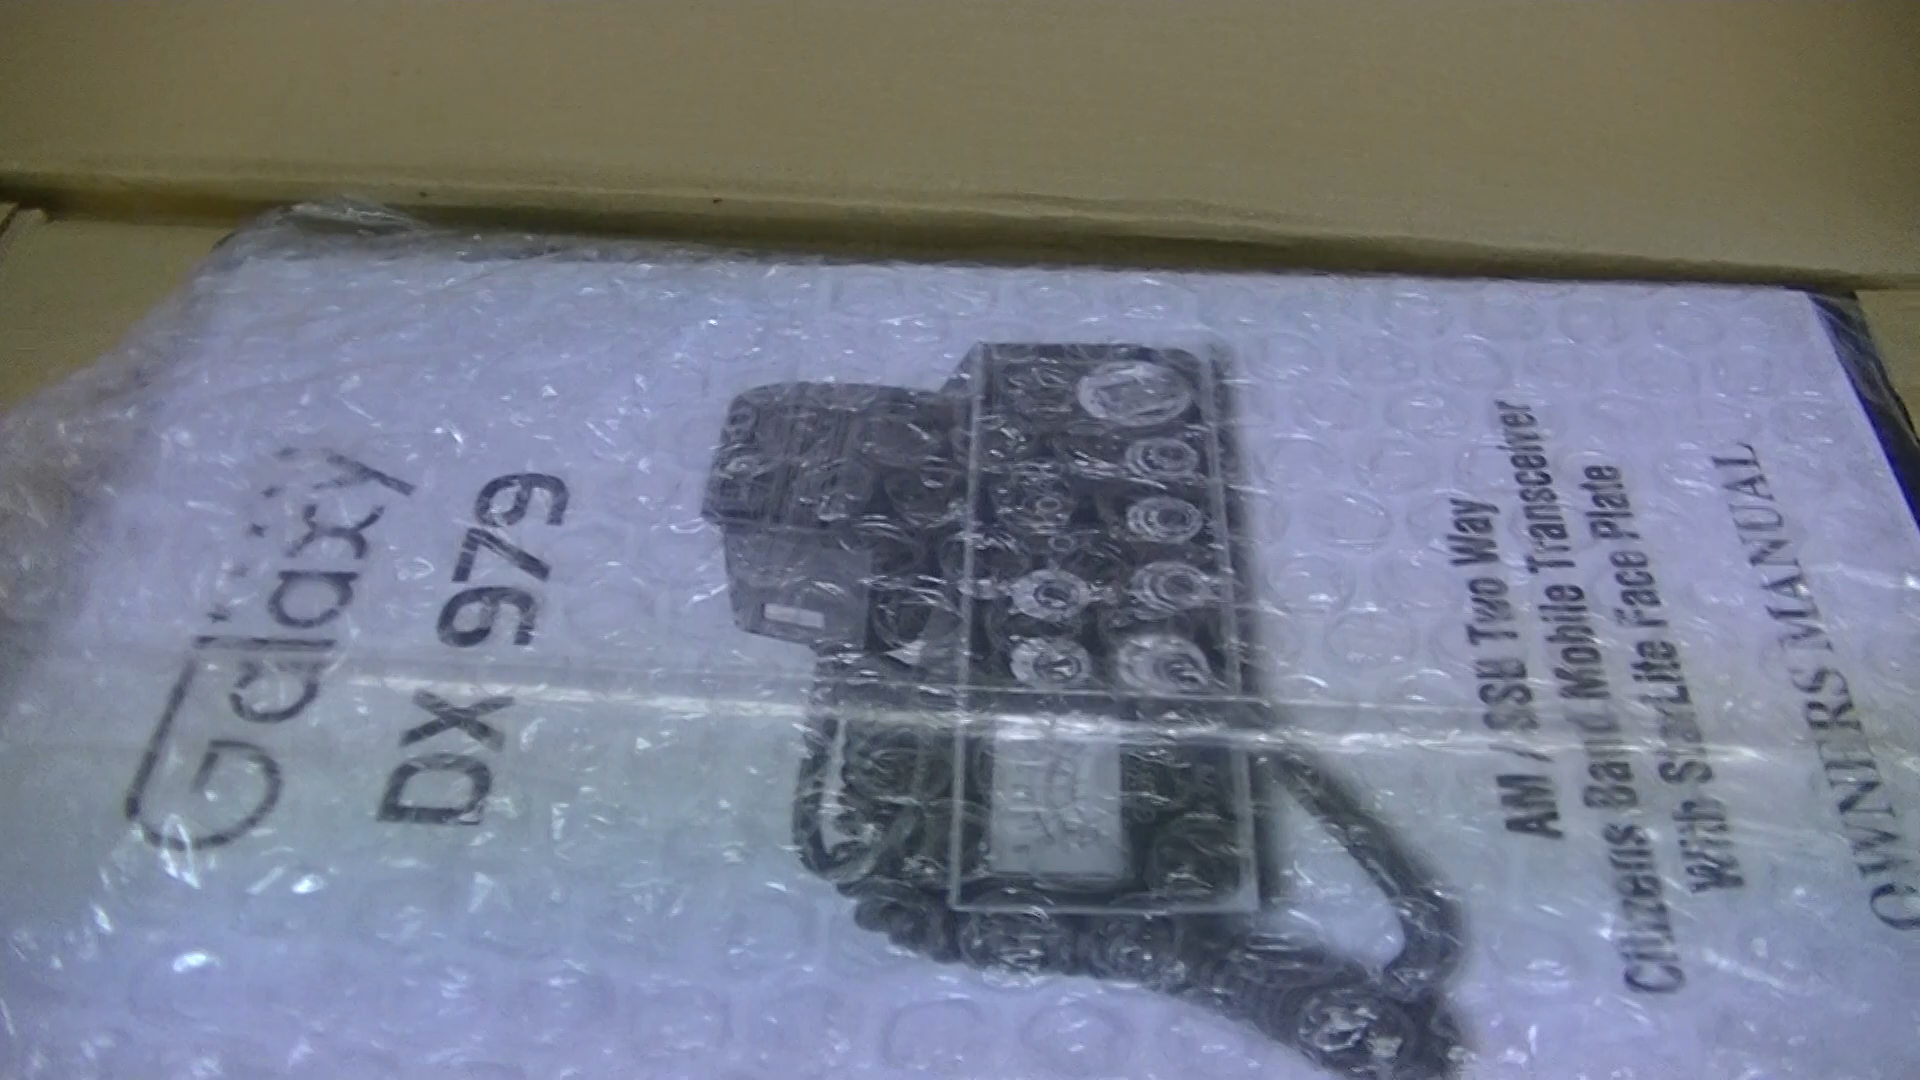 Galaxy
DX 979
AM / SSB Two Way
Citizens Band Mobile Transceiver
With StarLite Face Plate
OWNERS MANUAL